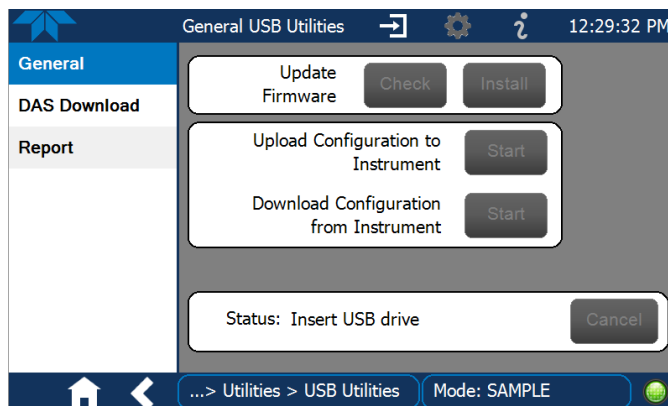 General USB Utilities
12:29:32 PM
General
DAS Download
Report
Update
Firmware
Check
Install
Upload Configuration to
Instrument
Start
Download Configuration
from Instrument
Start
Status: Insert USB drive
Cancel
...> Utilities > USB Utilities
Mode: SAMPLE